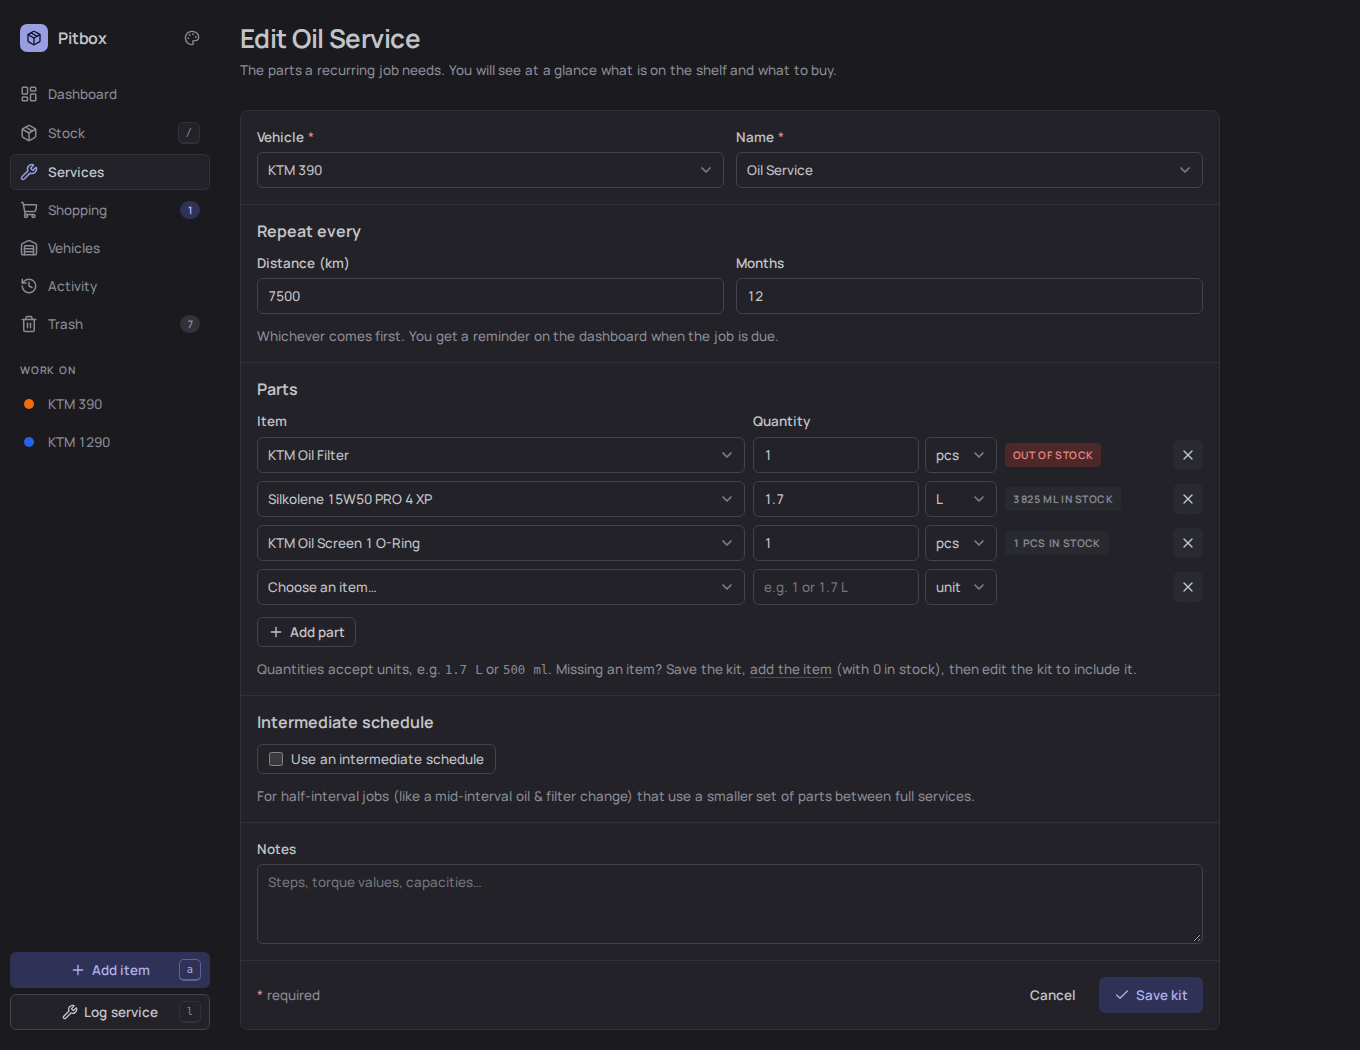 Pitbox
Dashboard
Stock /
Services
Shopping 1
Vehicles
Activity
Trash 7
WORK ON
KTM 390
KTM 1290
Add item a
Log service l
Edit Oil Service
The parts a recurring job needs. You will see at a glance what is on the shelf and what to buy.
Vehicle * Name *
KTM 390 Oil Service
Repeat every
Distance (km) Months
7500 12
Whichever comes first. You get a reminder on the dashboard when the job is due.
Parts
Item Quantity
KTM Oil Filter 1 pcs OUT OF STOCK
Silkolene 15W50 PRO 4 XP 1.7 L 3 825 ML IN STOCK
KTM Oil Screen 1 O-Ring 1 pcs 1 PCS IN STOCK
Choose an item… e.g. 1 or 1.7 L unit
Add part
Quantities accept units, e.g. 1.7 L or 500 ml. Missing an item? Save the kit, add the item (with 0 in stock), then edit the kit to include it.
Intermediate schedule
Use an intermediate schedule
For half-interval jobs (like a mid-interval oil & filter change) that use a smaller set of parts between full services.
Notes
Steps, torque values, capacities…
* required Cancel Save kit